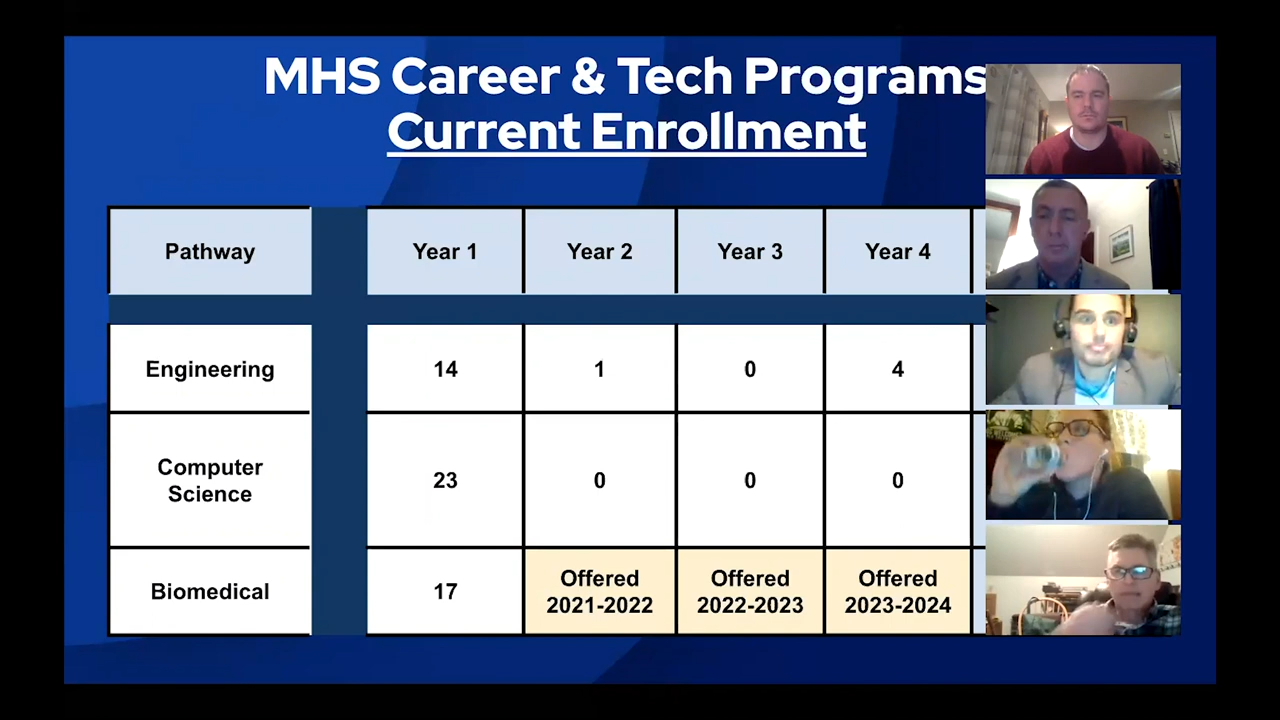 MHS Career & Tech Programs
Current Enrollment
Pathway Year 1 Year 2 Year 3 Year 4
Engineering 14 1 0 4
Computer
Science 23 0 0 0
Biomedical 17 Offered
2021-2022 Offered
2022-2023 Offered
2023-2024